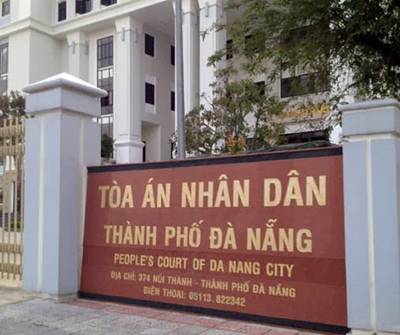 TÒA ÁN NHÂN DÂN
THÀNH PHỐ ĐÀ NẴNG
PEOPLE'S COURT OF DA NANG CITY
ĐỊA CHỈ: 374 NÚI THÀNH - THÀNH PHỐ ĐÀ NẴNG
ĐIỆN THOẠI: 05113.822342